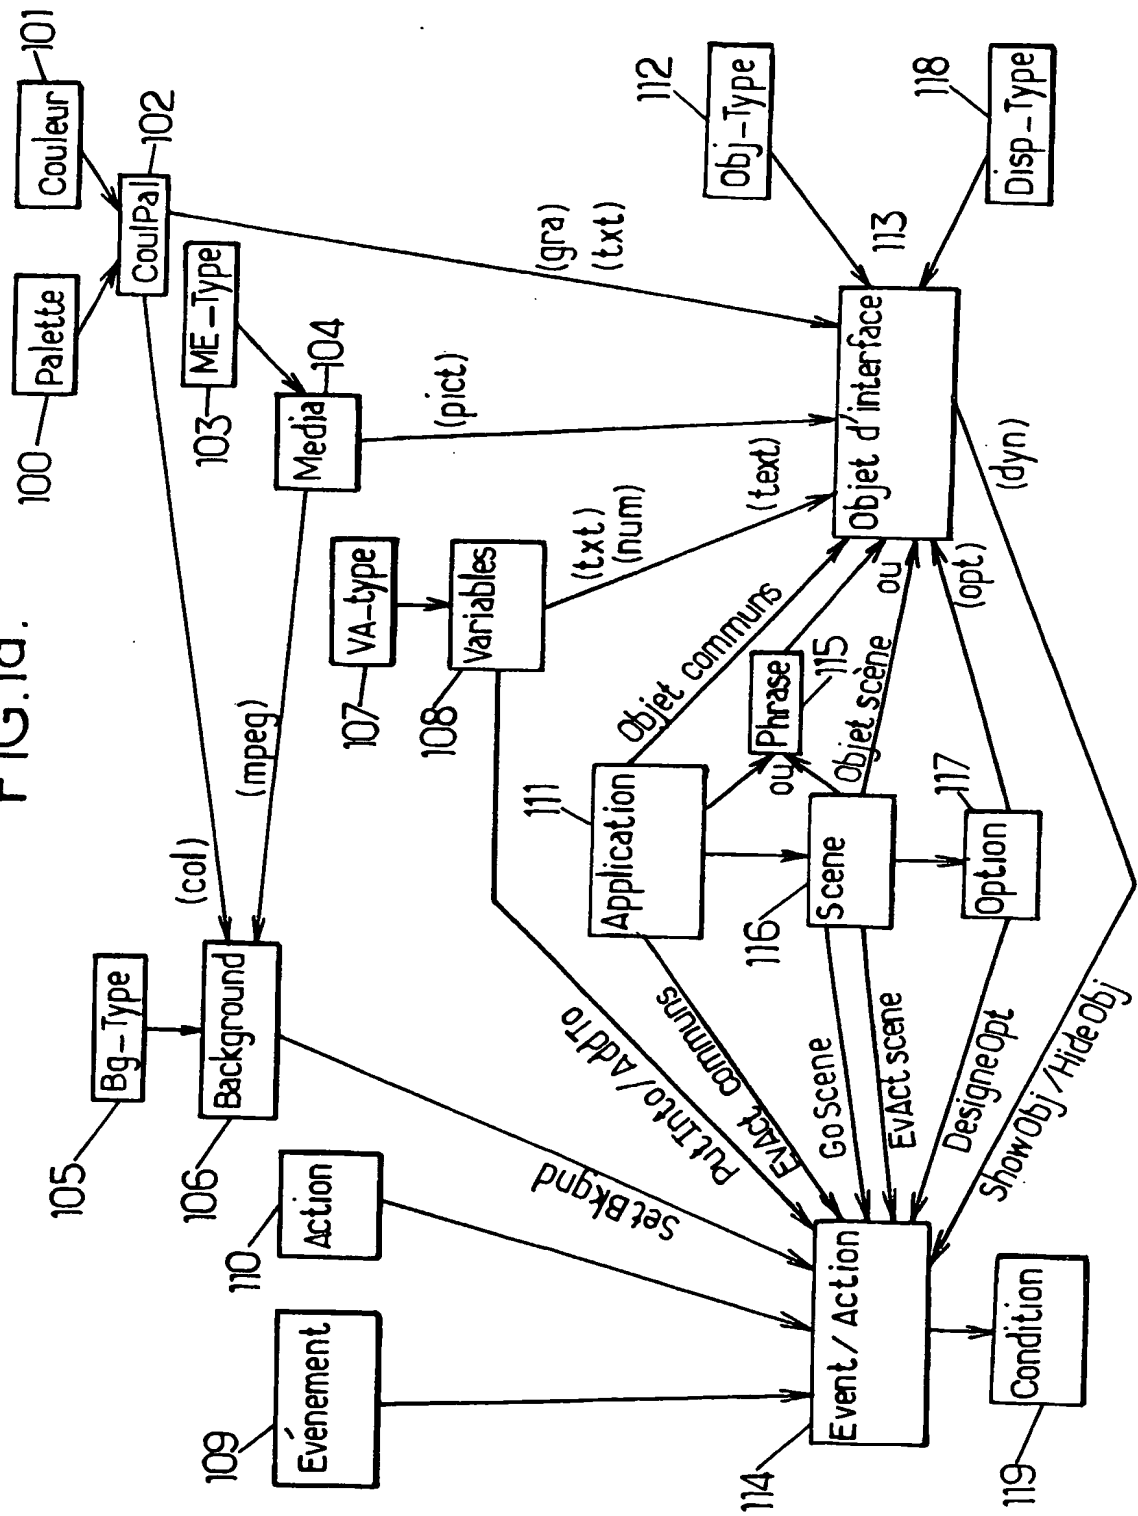 FIG.1a.
109
Événement
110
Action
105
Bg-Type
106
Background
(col)
(mpeg)
100
Palette
101
Couleur
CoulPal
102
103
ME-Type
Media
104
107
VA-type
108
Variables
(pict)
(gra)
(txt)
(txt)
(num)
(text)
SetBkgnd
PutInto/AddTo
EvAct communs
111
Application
Objet communs
ou
Phrase
115
Objet scène
ou
112
Obj-Type
113
114
Event/Action
GoScene
EvAct scene
116
Scene
Objet d'interface
118
Disp-Type
DesigneOpt
117
Option
(opt)
(dyn)
ShowObj/HideObj
119
Condition